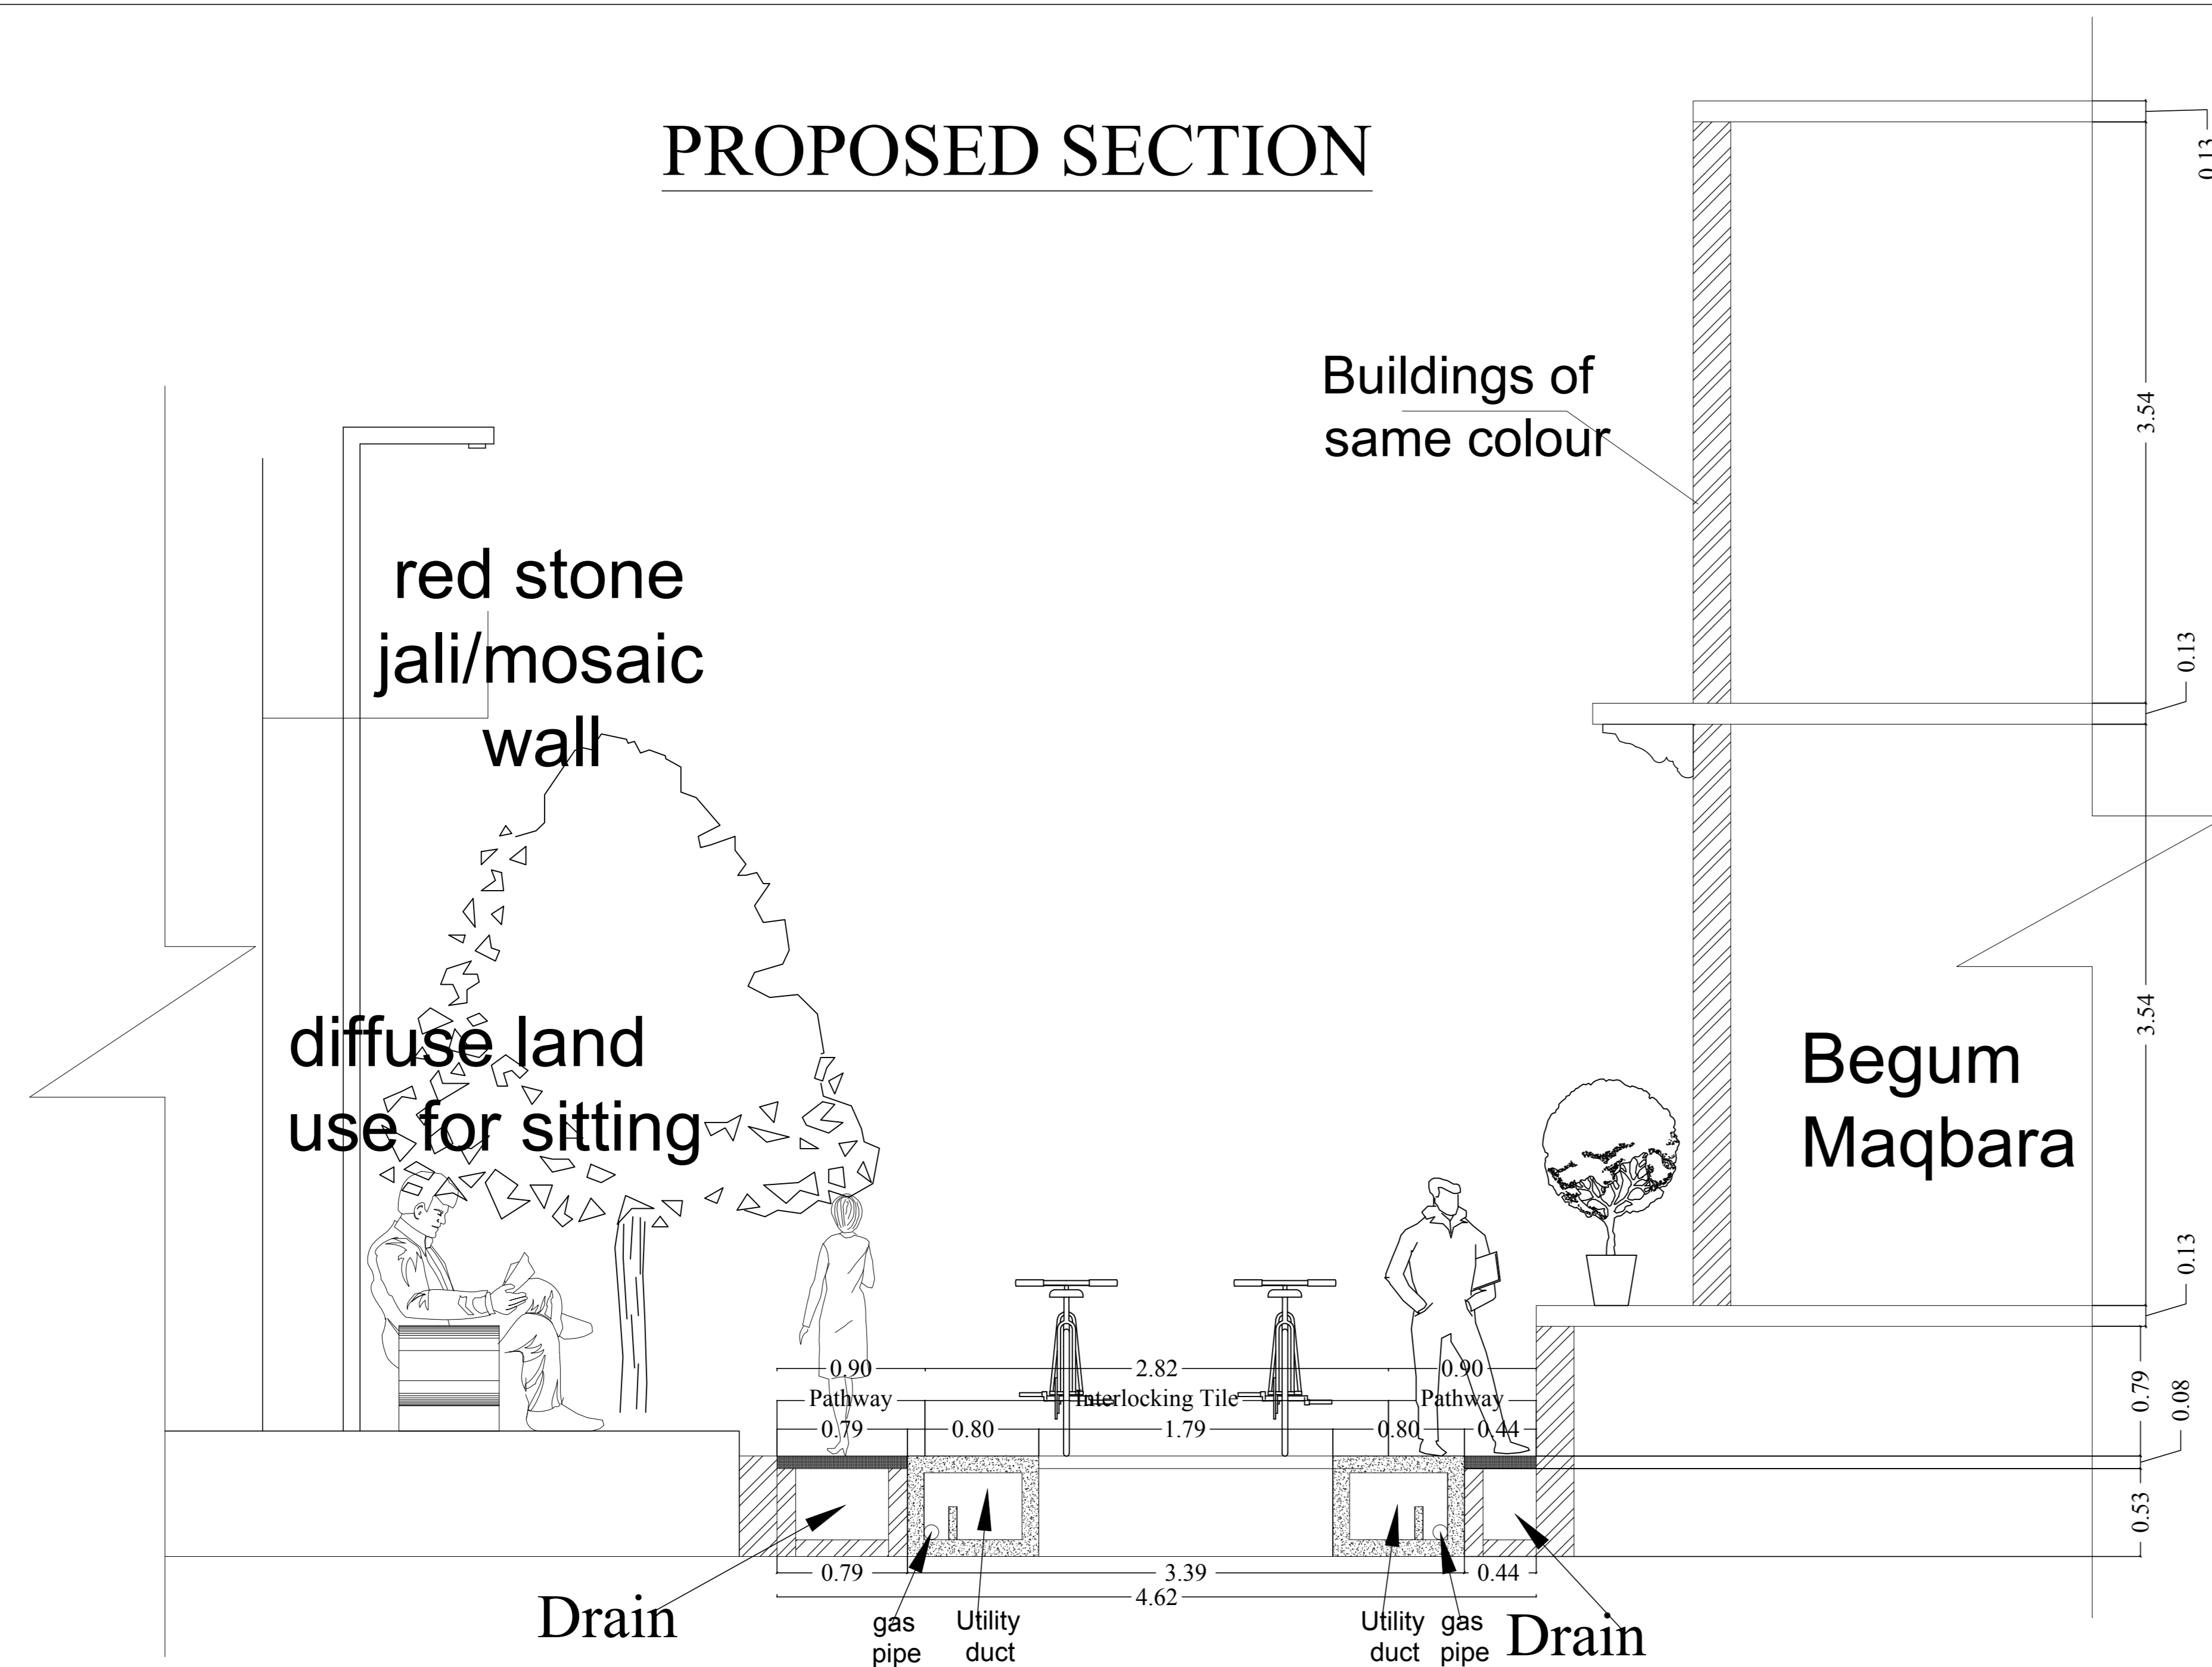 PROPOSED SECTION
0.13
Buildings of
same colour
3.54
red stone
jali/mosaic
wall
0.13
diffuse land
use for sitting
3.54
Begum
Maqbara
0.13
0.90
2.82
0.90
Pathway
Interlocking Tile
Pathway
0.79
0.80
1.79
0.80
0.44
0.79
0.08
0.53
0.79
3.39
0.44
4.62
Drain
gas
pipe
Utility
duct
Utility
duct
gas
pipe
Drain